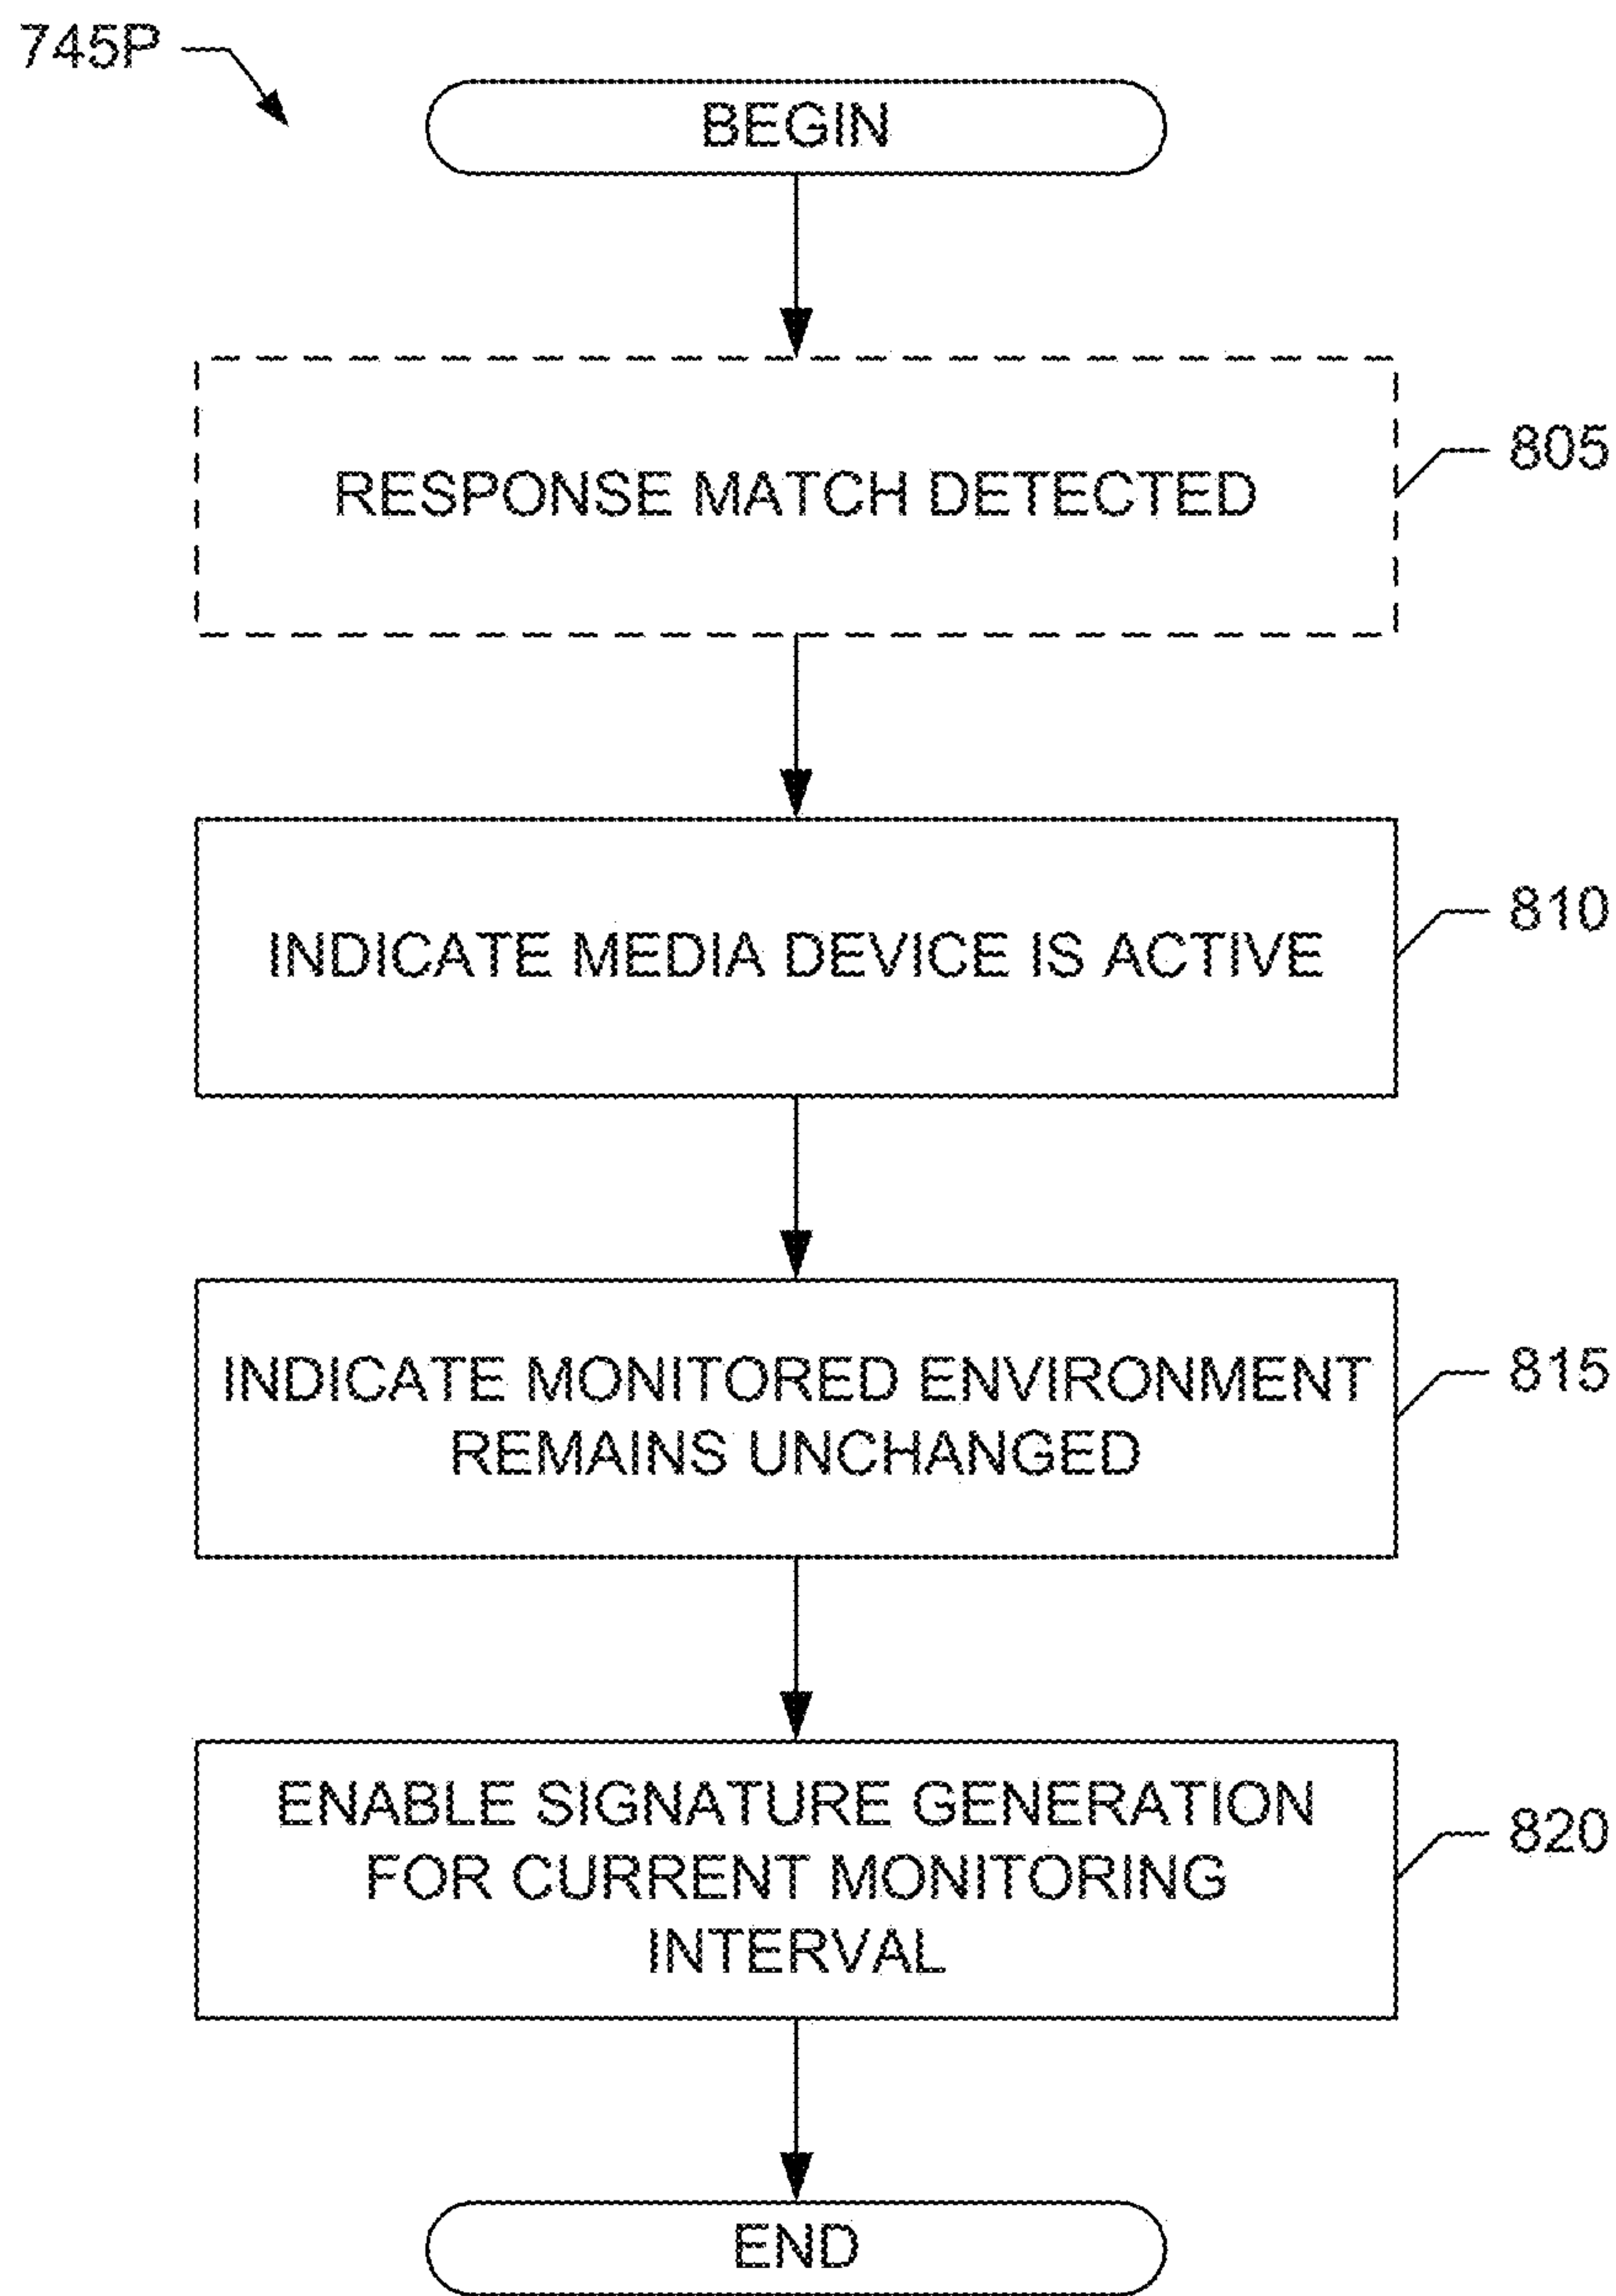 745P
BEGIN
RESPONSE MATCH DETECTED
805
INDICATE MEDIA DEVICE IS ACTIVE
810
INDICATE MONITORED ENVIRONMENT
REMAINS UNCHANGED
815
ENABLE SIGNATURE GENERATION
FOR CURRENT MONITORING
INTERVAL
820
END